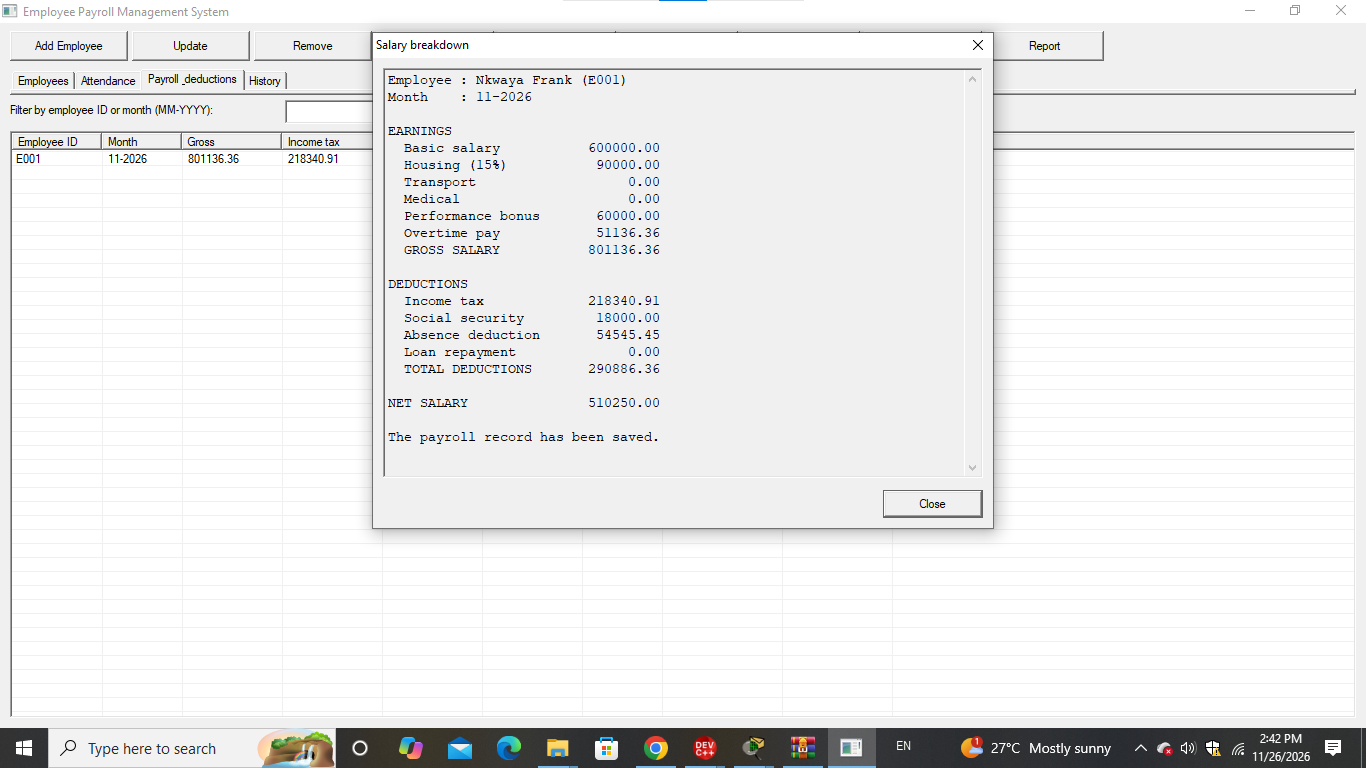 Employee Payroll Management System
Add Employee Update Remove Report
Salary breakdown
Employees Attendance Payroll_deductions History
Filter by employee ID or month (MM-YYYY):
Employee ID Month Gross Income tax
E001 11-2026 801136.36 218340.91
Employee : Nkwaya Frank (E001)
Month : 11-2026
EARNINGS
Basic salary 600000.00
Housing (15%) 90000.00
Transport 0.00
Medical 0.00
Performance bonus 60000.00
Overtime pay 51136.36
GROSS SALARY 801136.36
DEDUCTIONS
Income tax 218340.91
Social security 18000.00
Absence deduction 54545.45
Loan repayment 0.00
TOTAL DEDUCTIONS 290886.36
NET SALARY 510250.00
The payroll record has been saved.
Close
Type here to search
DEV C++
EN
1
27°C Mostly sunny
2:42 PM
11/26/2026